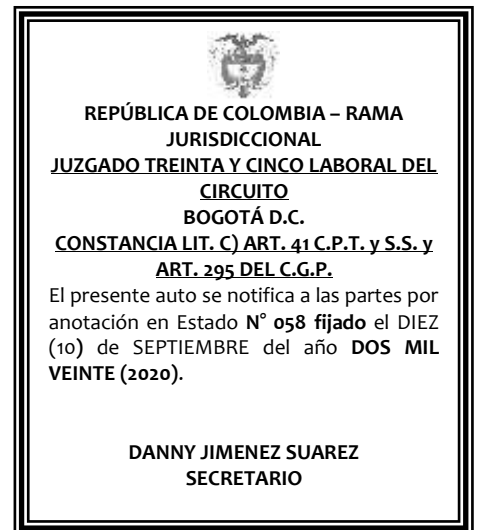 REPÚBLICA DE COLOMBIA – RAMA
JURISDICCIONAL
JUZGADO TREINTA Y CINCO LABORAL DEL
CIRCUITO
BOGOTÁ D.C.
CONSTANCIA LIT. C) ART. 41 C.P.T. y S.S. y
ART. 295 DEL C.G.P.
El presente auto se notifica a las partes por
anotación en Estado N° 058 fijado el DIEZ
(10) de SEPTIEMBRE del año DOS MIL
VEINTE (2020).
DANNY JIMENEZ SUAREZ
SECRETARIO